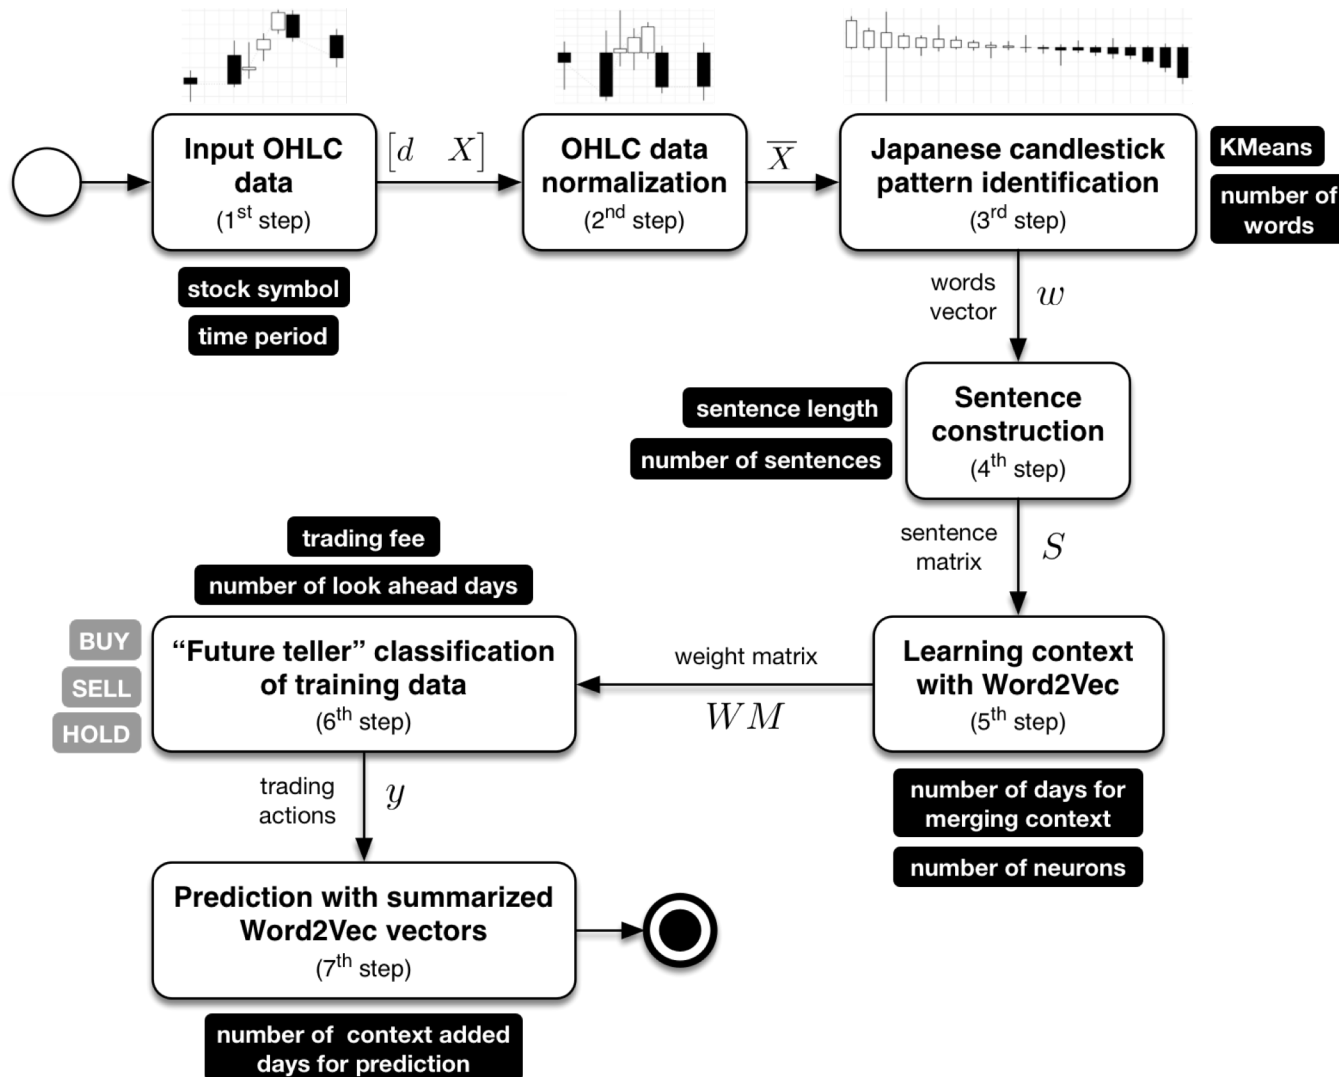 Input OHLC
data
(1st step)
[d X]
OHLC data
normalization
(2nd step)
X̅
Japanese candlestick
pattern identification
(3rd step)
KMeans
number of
words
stock symbol
time period
words
vector
w
sentence length
number of sentences
Sentence
construction
(4th step)
sentence
matrix
S
trading fee
number of look ahead days
BUY
SELL
HOLD
“Future teller” classification
of training data
(6th step)
weight matrix
WM
Learning context
with Word2Vec
(5th step)
number of days for
merging context
number of neurons
trading
actions
y
Prediction with summarized
Word2Vec vectors
(7th step)
number of context added
days for prediction